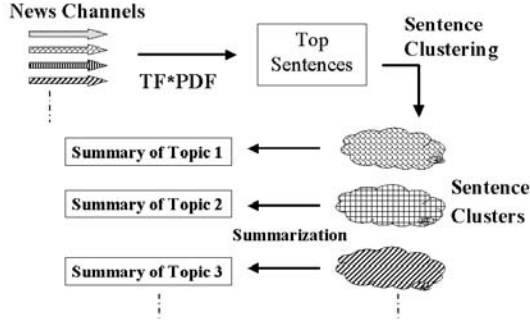 News Channels
TF*PDF
Top
Sentences
Sentence
Clustering
Summary of Topic 1
Summary of Topic 2
Sentence
Clusters
Summarization
Summary of Topic 3